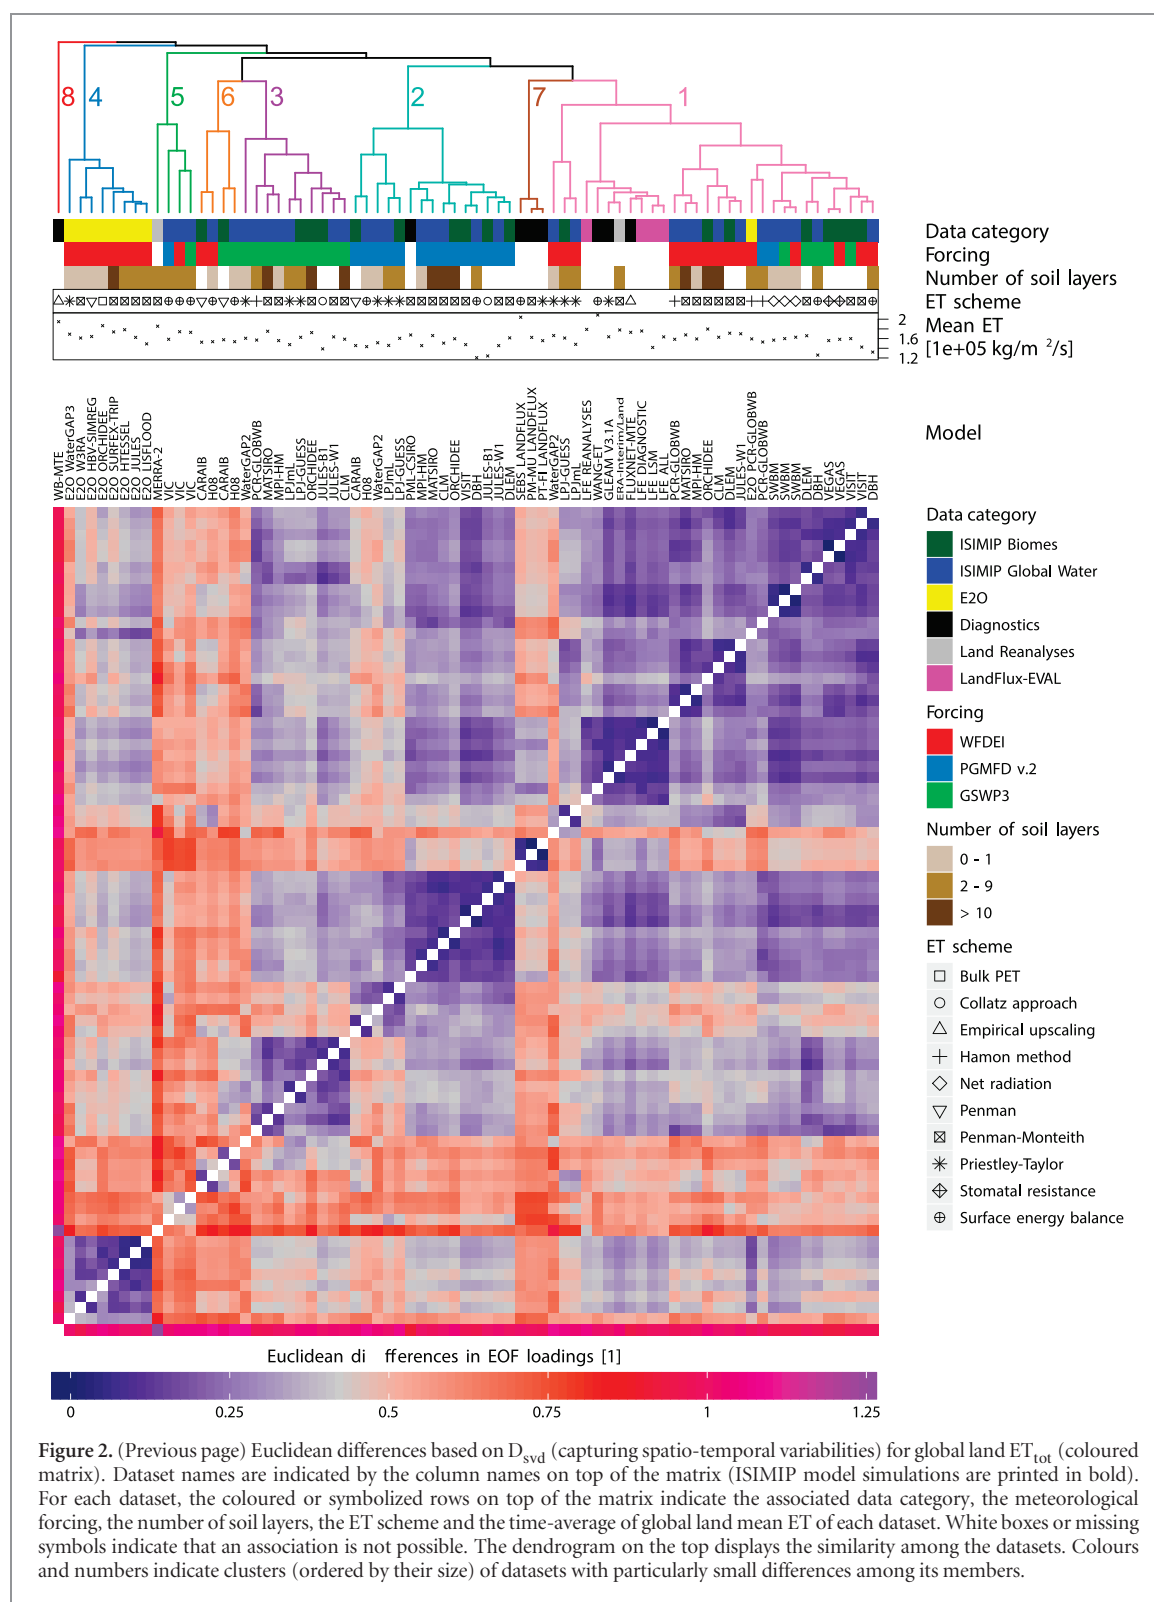 8
4
5
6
3
2
7
1
Data category
Forcing
Number of soil layers
ET scheme
Mean ET
[1e+05 kg/m 2/s]
2
1.6
1.2
Model
WB-MTE
E2O WaterGAP3
E2O W3RA
E2O HBV-SIMREG
E2O ORCHIDEE
E2O SURFEX-TRIP
E2O HTESSEL
E2O JULES
E2O LISFLOOD
MERRA-2
VIC
VIC
VIC
CARAIB
H08
CARAIB
H08
WaterGAP2
PCR-GLOBWB
MATSIRO
MPI-HM
LPJmL
LPJ-GUESS
ORCHIDEE
JULES-B1
JULES-W1
CLM
CARAIB
H08
WaterGAP2
LPJmL
LPJ-GUESS
PML-CSIRO
MPI-HM
MATSIRO
CLM
ORCHIDEE
VISIT
DBH
JULES-B1
JULES-W1
DLEM
SEBS_LANDFLUX
PM-MU_LANDFLUX
PT-FI_LANDFLUX
WaterGAP2
LPJ-GUESS
LPJmL
LFE REANALYSES
WANG-ET
GLEAM V3.1A
ERA-Interim/Land
FLUXNET-MTE
LFE DIAGNOSTIC
LFE LSM
LFE_ALL
PCR-GLOBWB
MATSIRO
MPI-HM
ORCHIDEE
CLM
DLEM
JULES-W1
E2O PCR-GLOBWB
PCR-GLOBWB
SWBM
SWBM
SWBM
DLEM
DBH
VEGAS
VEGAS
VISIT
VISIT
DBH
Data category
ISIMIP Biomes
ISIMIP Global Water
E2O
Diagnostics
Land Reanalyses
LandFlux-EVAL
Forcing
WFDEI
PGMFD v.2
GSWP3
Number of soil layers
0 - 1
2 - 9
> 10
ET scheme
Bulk PET
Collatz approach
Empirical upscaling
Hamon method
Net radiation
Penman
Penman-Monteith
Priestley-Taylor
Stomatal resistance
Surface energy balance
Euclidean di fferences in EOF loadings [1]
0
0.25
0.5
0.75
1
1.25
Figure 2. (Previous page) Euclidean differences based on Dsvd (capturing spatio-temporal variabilities) for global land ETtot (coloured
matrix). Dataset names are indicated by the column names on top of the matrix (ISIMIP model simulations are printed in bold).
For each dataset, the coloured or symbolized rows on top of the matrix indicate the associated data category, the meteorological
forcing, the number of soil layers, the ET scheme and the time-average of global land mean ET of each dataset. White boxes or missing
symbols indicate that an association is not possible. The dendrogram on the top displays the similarity among the datasets. Colours
and numbers indicate clusters (ordered by their size) of datasets with particularly small differences among its members.